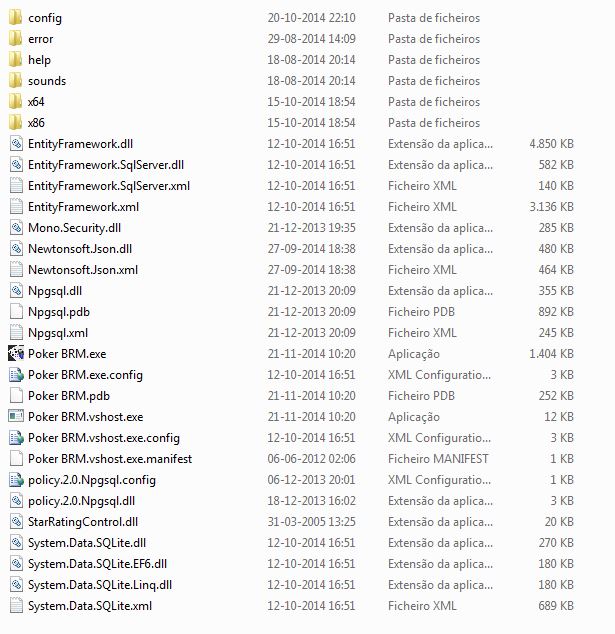 config 20-10-2014 22:10 Pasta de ficheiros
error 29-08-2014 14:09 Pasta de ficheiros
help 18-08-2014 20:14 Pasta de ficheiros
sounds 18-08-2014 20:14 Pasta de ficheiros
x64 15-10-2014 18:54 Pasta de ficheiros
x86 15-10-2014 18:54 Pasta de ficheiros
EntityFramework.dll 12-10-2014 16:51 Extensão da aplica... 4.850 KB
EntityFramework.SqlServer.dll 12-10-2014 16:51 Extensão da aplica... 582 KB
EntityFramework.SqlServer.xml 12-10-2014 16:51 Ficheiro XML 140 KB
EntityFramework.xml 12-10-2014 16:51 Ficheiro XML 3.136 KB
Mono.Security.dll 21-12-2013 19:35 Extensão da aplica... 285 KB
Newtonsoft.Json.dll 27-09-2014 18:38 Extensão da aplica... 480 KB
Newtonsoft.Json.xml 27-09-2014 18:38 Ficheiro XML 464 KB
Npgsql.dll 21-12-2013 20:09 Extensão da aplica... 355 KB
Npgsql.pdb 21-12-2013 20:09 Ficheiro PDB 892 KB
Npgsql.xml 21-12-2013 20:09 Ficheiro XML 245 KB
Poker BRM.exe 21-11-2014 10:20 Aplicação 1.404 KB
Poker BRM.exe.config 12-10-2014 16:51 XML Configuratio... 3 KB
Poker BRM.pdb 21-11-2014 10:20 Ficheiro PDB 252 KB
Poker BRM.vshost.exe 21-11-2014 10:20 Aplicação 12 KB
Poker BRM.vshost.exe.config 12-10-2014 16:51 XML Configuratio... 3 KB
Poker BRM.vshost.exe.manifest 06-06-2012 02:06 Ficheiro MANIFEST 1 KB
policy.2.0.Npgsql.config 06-12-2013 20:01 XML Configuratio... 1 KB
policy.2.0.Npgsql.dll 18-12-2013 16:02 Extensão da aplica... 3 KB
StarRatingControl.dll 31-03-2005 13:25 Extensão da aplica... 20 KB
System.Data.SQLite.dll 12-10-2014 16:51 Extensão da aplica... 270 KB
System.Data.SQLite.EF6.dll 12-10-2014 16:51 Extensão da aplica... 180 KB
System.Data.SQLite.Linq.dll 12-10-2014 16:51 Extensão da aplica... 180 KB
System.Data.SQLite.xml 12-10-2014 16:51 Ficheiro XML 689 KB